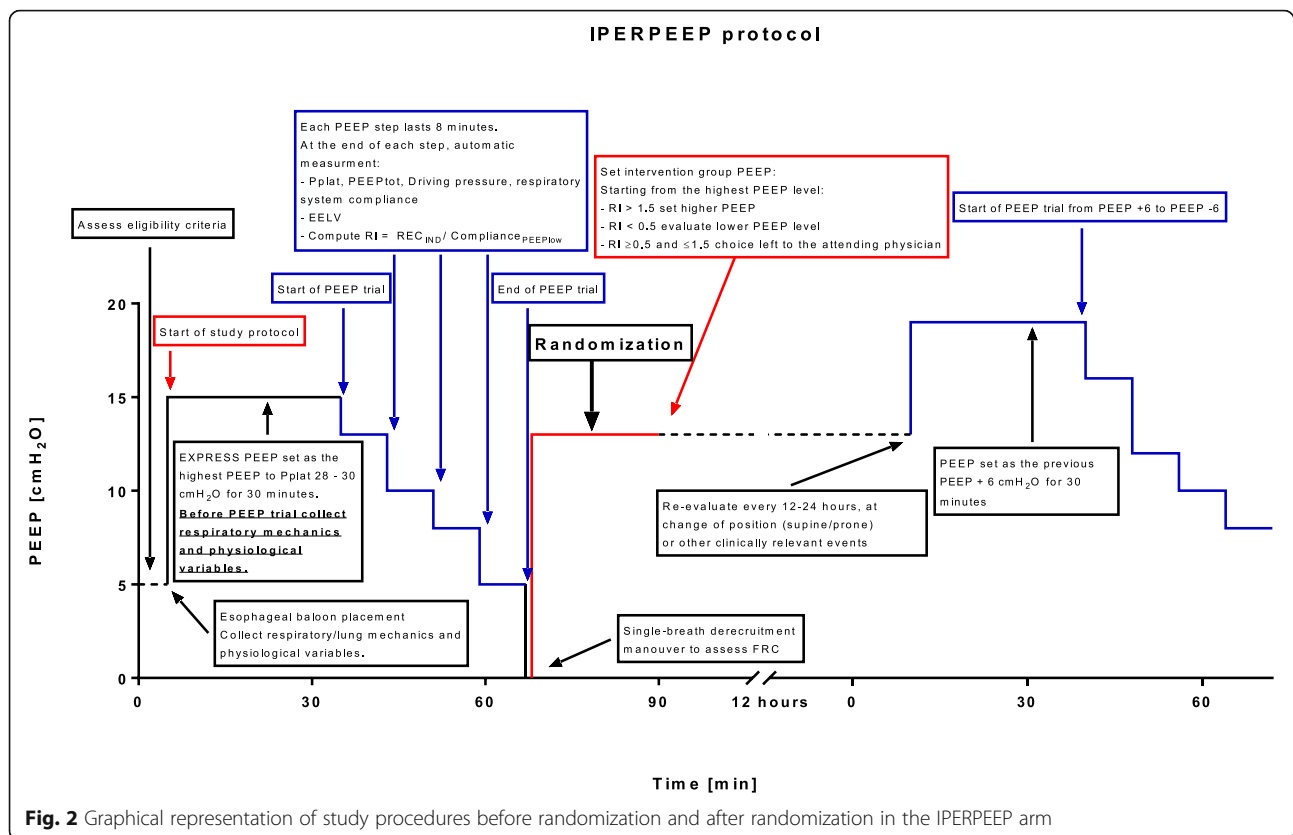 IPERPEEP protocol
Each PEEP step lasts 8 minutes.
At the end of each step, automatic
measurment:
- Pplat, PEEPtot, Driving pressure, respiratory
system compliance
- EELV
- Compute RI = REC_IND / Compliance_PEEPlow
Set intervention group PEEP:
Starting from the highest PEEP level:
- RI > 1.5 set higher PEEP
- RI < 0.5 evaluate lower PEEP level
- RI ≥0.5 and ≤1.5 choice left to the attending physician
Assess eligibility criteria
Start of PEEP trial from PEEP +6 to PEEP -6
Start of PEEP trial
End of PEEP trial
Start of study protocol
Randomization
EXPRESS PEEP set as the
highest PEEP to Pplat 28 - 30
cmH₂O for 30 minutes.
Before PEEP trial collect
respiratory mechanics
and physiological
variables.
PEEP set as the previous
PEEP + 6 cmH₂O for 30
minutes
Re-evaluate every 12-24 hours, at
change of position (supine/prone)
or other clinically relevant events
Esophageal baloon placement
Collect respiratory/lung mechanics and
physiological variables.
Single-breath derecruitment
manouver to assess FRC
PEEP [cmH₂O]
20
15
10
5
0
0 30 60 90 12 hours 0 30 60
Time [min]
Fig. 2 Graphical representation of study procedures before randomization and after randomization in the IPERPEEP arm